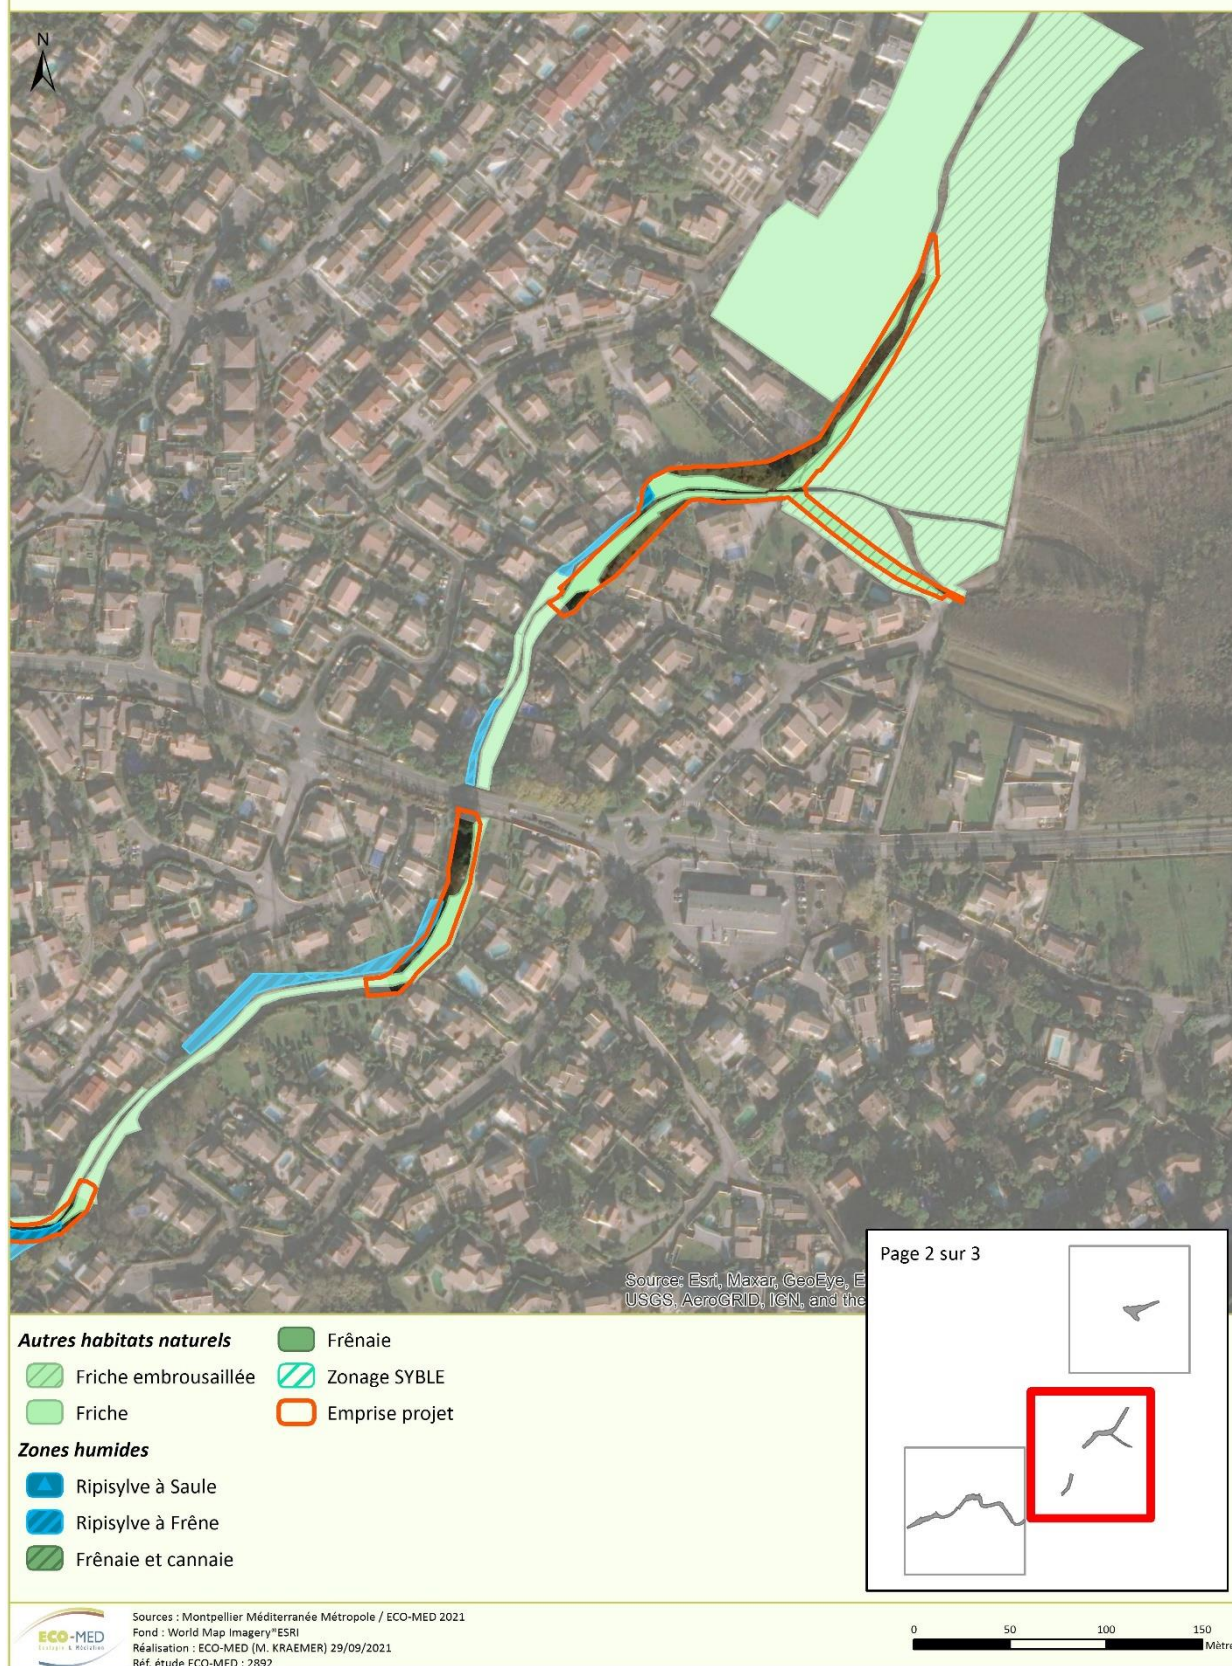 N
Source: Esri, Maxar, GeoEye, E
USGS, AeroGRID, IGN, and the
Page 2 sur 3
Autres habitats naturels
Friche embrousaillée
Friche
Zones humides
Ripisylve à Saule
Ripisylve à Frêne
Frênaie et cannaie
Frênaie
Zonage SYBLE
Emprise projet
ECO-MED
Ecologie & Médiation
Sources : Montpellier Méditerranée Métropole / ECO-MED 2021
Fond : World Map Imagery®ESRI
Réalisation : ECO-MED (M. KRAEMER) 29/09/2021
Réf. étude ECO-MED : 2892
0 50 100 150
Mètre